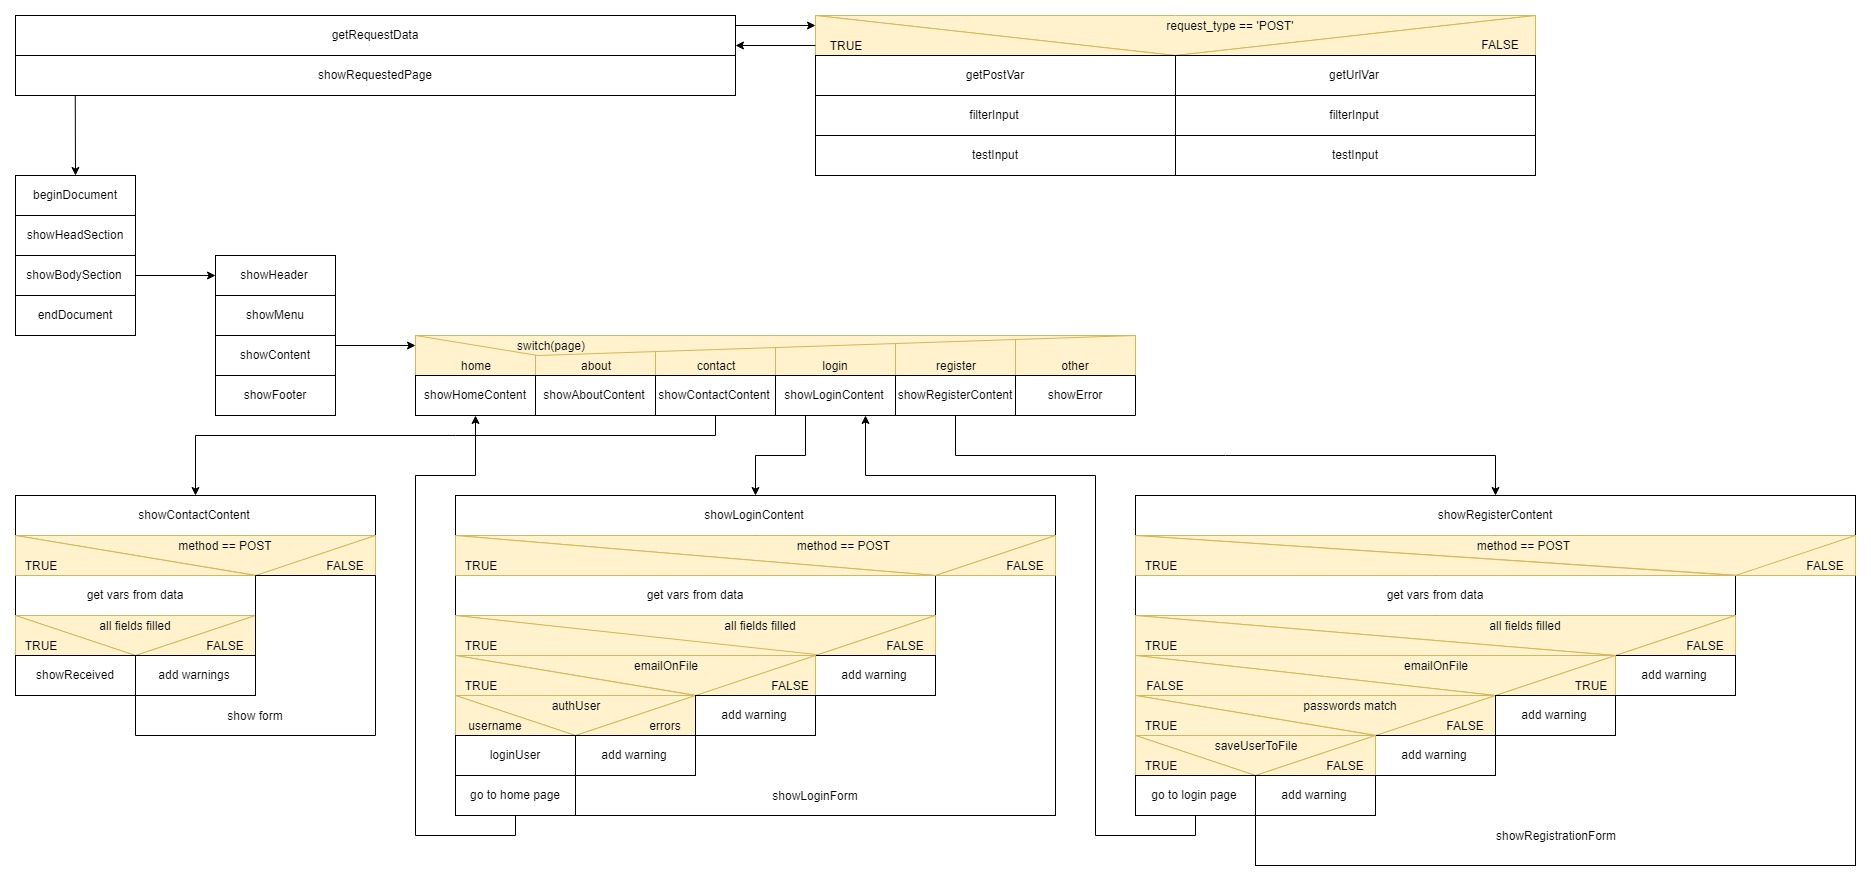 getRequestData
showRequestedPage
request_type == 'POST'
TRUE
FALSE
getPostVar
getUrlVar
filterInput
filterInput
testInput
testInput
beginDocument
showHeadSection
showBodySection
endDocument
showHeader
showMenu
showContent
showFooter
switch(page)
home
about
contact
login
register
other
showHomeContent
showAboutContent
showContactContent
showLoginContent
showRegisterContent
showError
showContactContent
method == POST
TRUE
FALSE
get vars from data
all fields filled
TRUE
FALSE
showReceived
add warnings
show form
showLoginContent
method == POST
TRUE
FALSE
get vars from data
all fields filled
TRUE
FALSE
emailOnFile
TRUE
FALSE
add warning
authUser
username
errors
add warning
loginUser
add warning
go to home page
showLoginForm
showRegisterContent
method == POST
TRUE
FALSE
get vars from data
all fields filled
TRUE
FALSE
emailOnFile
FALSE
TRUE
add warning
passwords match
TRUE
FALSE
add warning
saveUserToFile
TRUE
FALSE
add warning
go to login page
add warning
showRegistrationForm